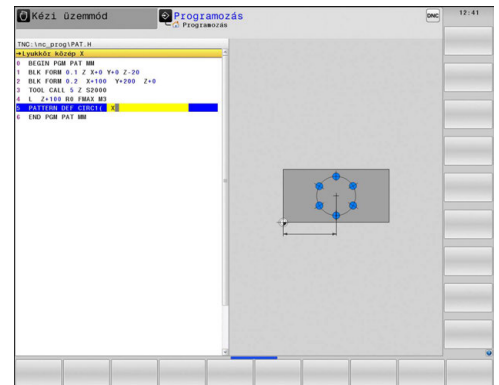 Kézi üzemmód
Programozás
Programozás
DNC
12:41
TNC:\nc_prog\PAT.H
→Lyukkör közép X
0 BEGIN PGM PAT MM
1 BLK FORM 0.1 Z X+0 Y+0 Z-20
2 BLK FORM 0.2 X+100 Y+200 Z+0
3 TOOL CALL 5 Z S2000
4 L Z+100 R0 FMAX M3
5 PATTERN DEF CIRC1( X
6 END PGM PAT MM